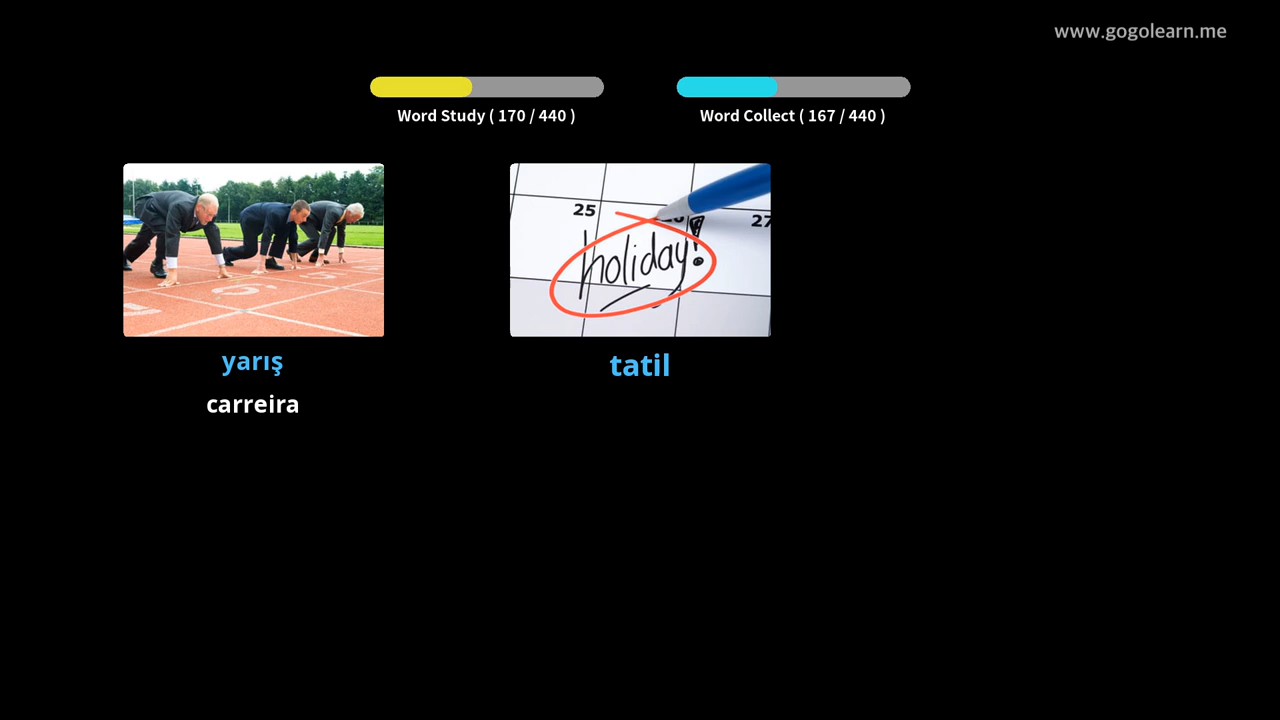 www.gogolearn.me
Word Study ( 170 / 440 )
Word Collect ( 167 / 440 )
25
27
holiday!
yarış
tatil
carreira